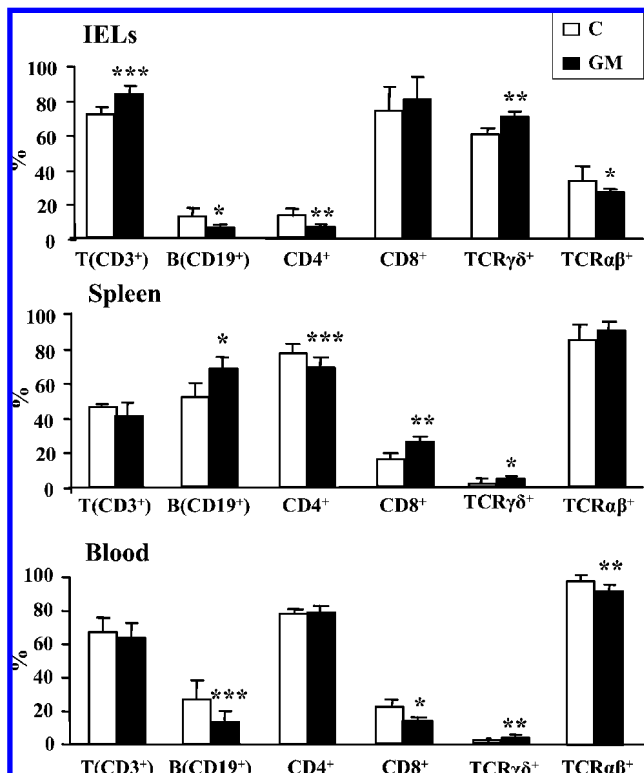 IELs
C
GM
100
80
60
40
20
0
%
*** * ** ** *
T(CD3⁺) B(CD19⁺) CD4⁺ CD8⁺ TCRγδ⁺ TCRαβ⁺
Spleen
100
80
60
40
20
0
%
* *** ** *
T(CD3⁺) B(CD19⁺) CD4⁺ CD8⁺ TCRγδ⁺ TCRαβ⁺
Blood
100
80
60
40
20
0
%
*** * ** **
T(CD3⁺) B(CD19⁺) CD4⁺ CD8⁺ TCRγδ⁺ TCRαβ⁺